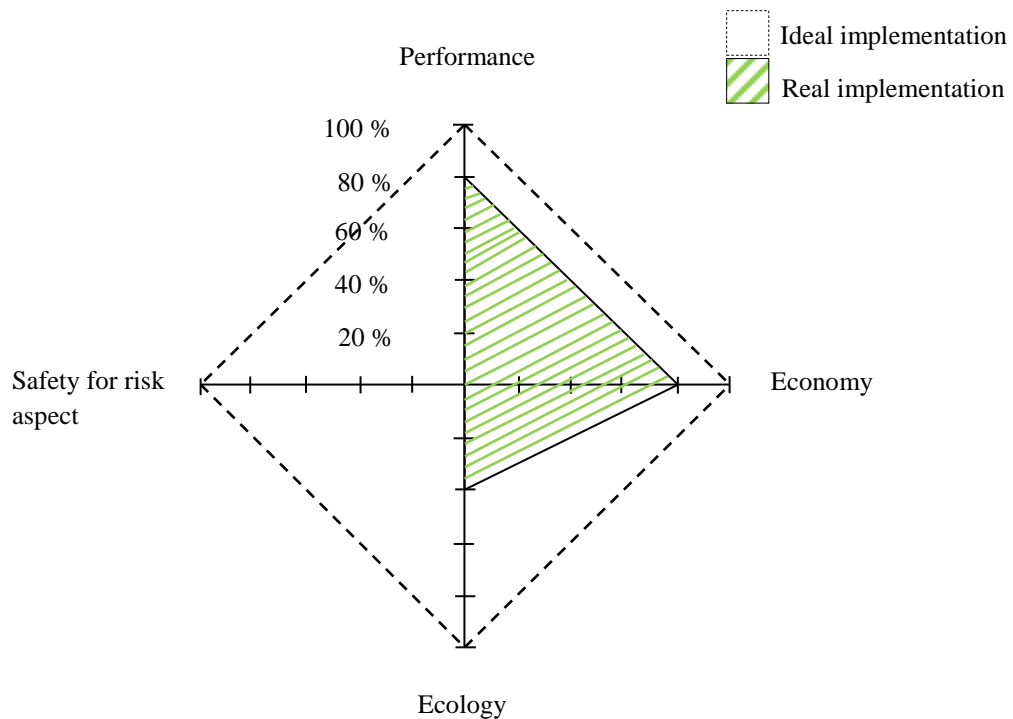 Ideal implementation
Real implementation
Performance
100 %
80 %
60 %
40 %
20 %
Safety for risk
aspect
Economy
Ecology